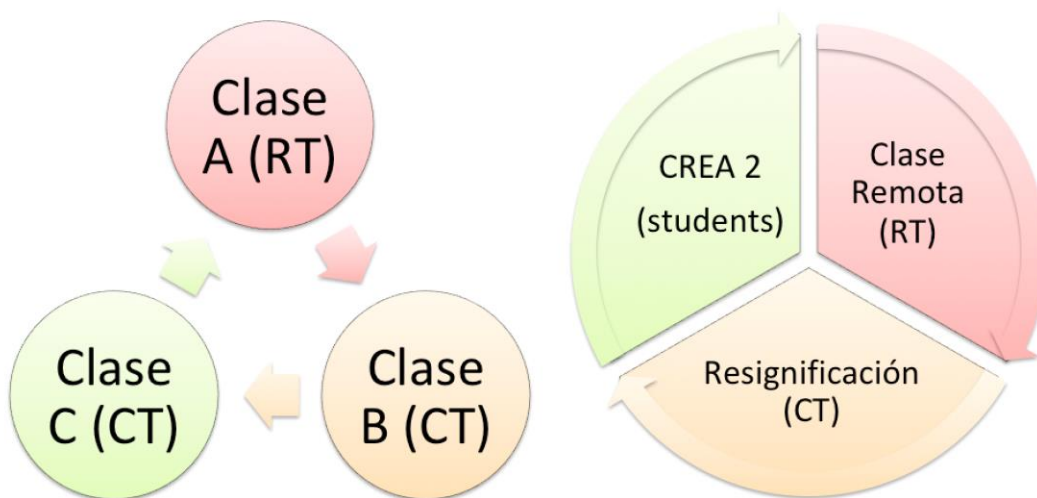 Clase
A (RT)
Clase
C (CT)
Clase
B (CT)
CREA 2
(students)
Clase
Remota
(RT)
Resignificación
(CT)